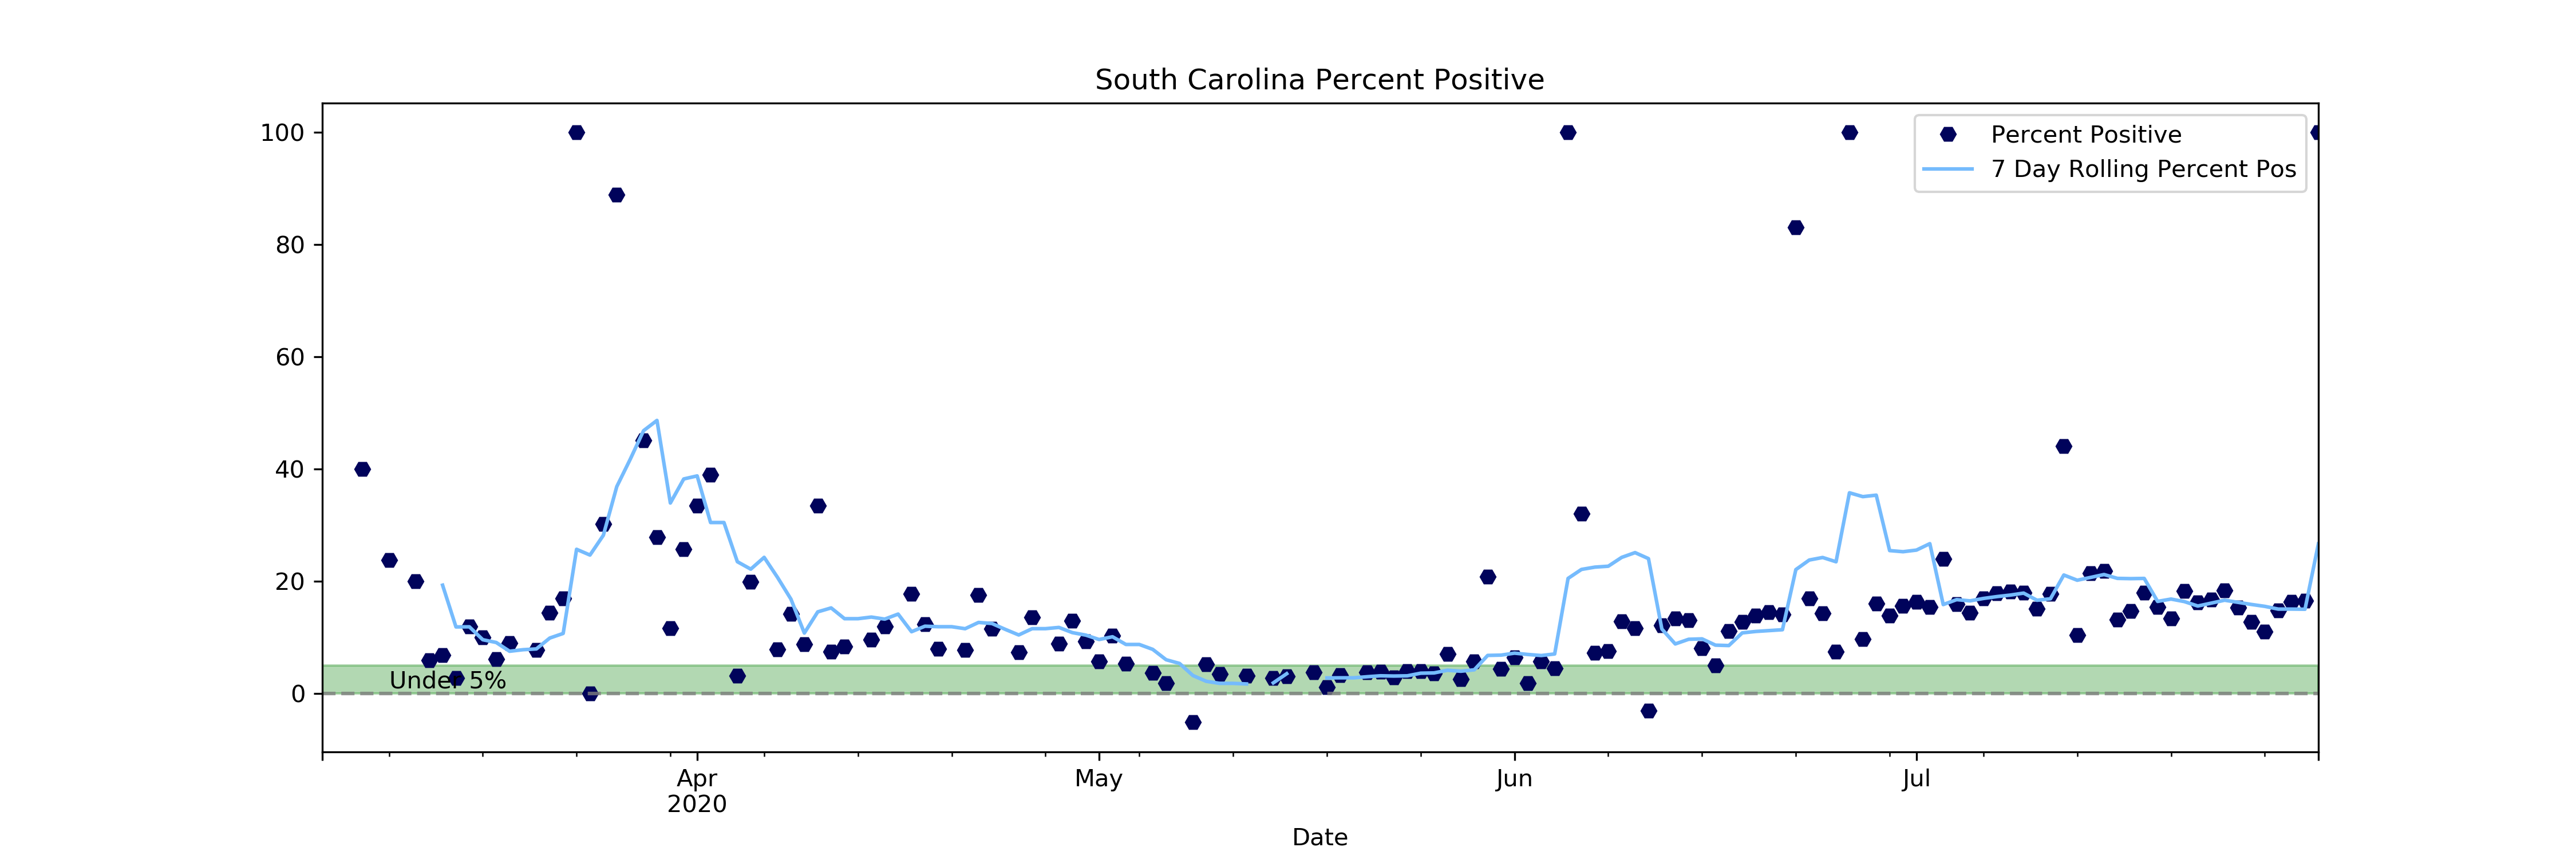 South Carolina Percent Positive
100
80
60
40
20
0
Percent Positive
7 Day Rolling Percent Pos
Under 5%
Apr
2020
May
Jun
Jul
Date